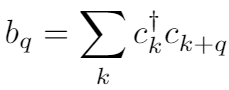 $b_q = \sum_k c_k^\dagger c_{k+q}$